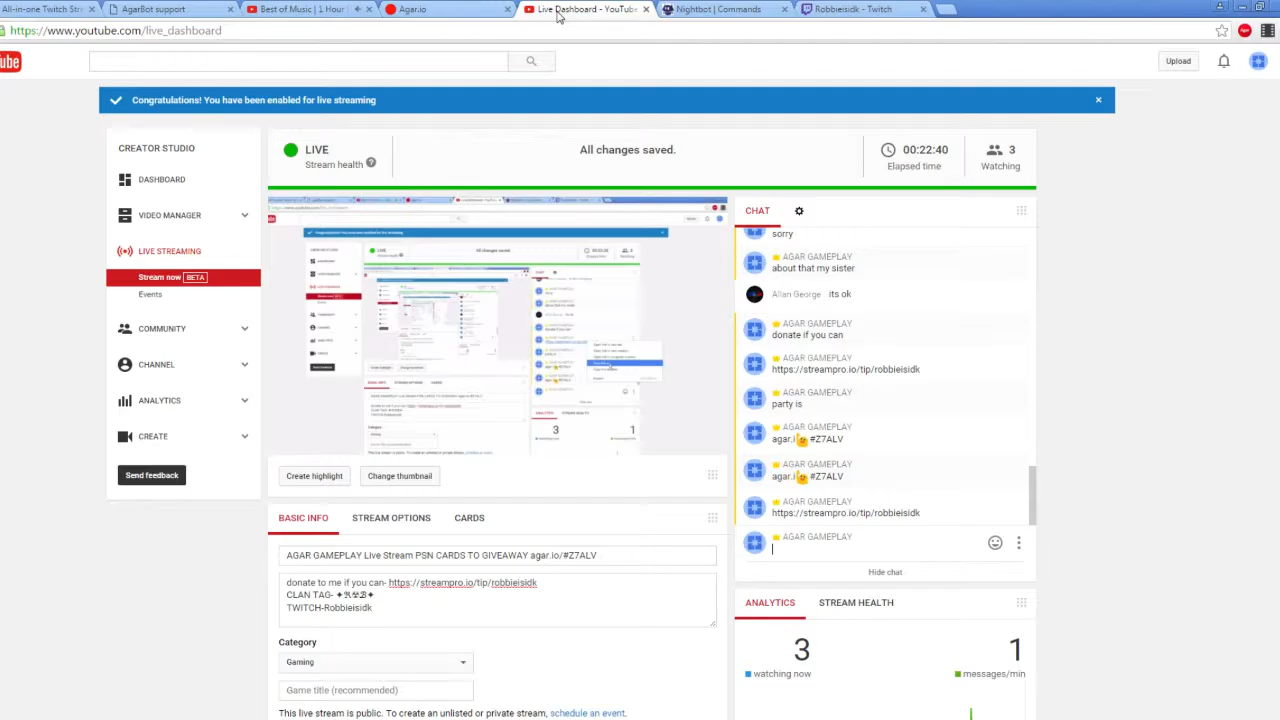 All-in-one Twitch Strea
AgarBot support
Best of Music | 1 Hour
Agar.io
Live Dashboard - YouTube
Nightbot | Commands
Robbieisidk - Twitch
https://www.youtube.com/live_dashboard
Upload
Congratulations! You have been enabled for live streaming
CREATOR STUDIO
DASHBOARD
VIDEO MANAGER
LIVE STREAMING
Stream now BETA
Events
COMMUNITY
CHANNEL
ANALYTICS
CREATE
Send feedback
LIVE
Stream health
All changes saved.
00:22:40
Elapsed time
3
Watching
Create highlight
Change thumbnail
BASIC INFO
STREAM OPTIONS
CARDS
AGAR GAMEPLAY Live Stream PSN CARDS TO GIVEAWAY agar.io/#Z7ALV
donate to me if you can- https://streampro.io/tip/robbieisidk
CLAN TAG-
TWITCH-Robbieisidk
Category
Gaming
Game title (recommended)
This live stream is public. To create an unlisted or private stream, schedule an event.
CHAT
sorry
AGAR GAMEPLAY
about that my sister
Allan George its ok
AGAR GAMEPLAY
donate if you can
AGAR GAMEPLAY
https://streampro.io/tip/robbieisidk
AGAR GAMEPLAY
party is
AGAR GAMEPLAY
agar.i #Z7ALV
AGAR GAMEPLAY
agar.i #Z7ALV
AGAR GAMEPLAY
https://streampro.io/tip/robbieisidk
AGAR GAMEPLAY
Hide chat
ANALYTICS
STREAM HEALTH
3
watching now
1
messages/min